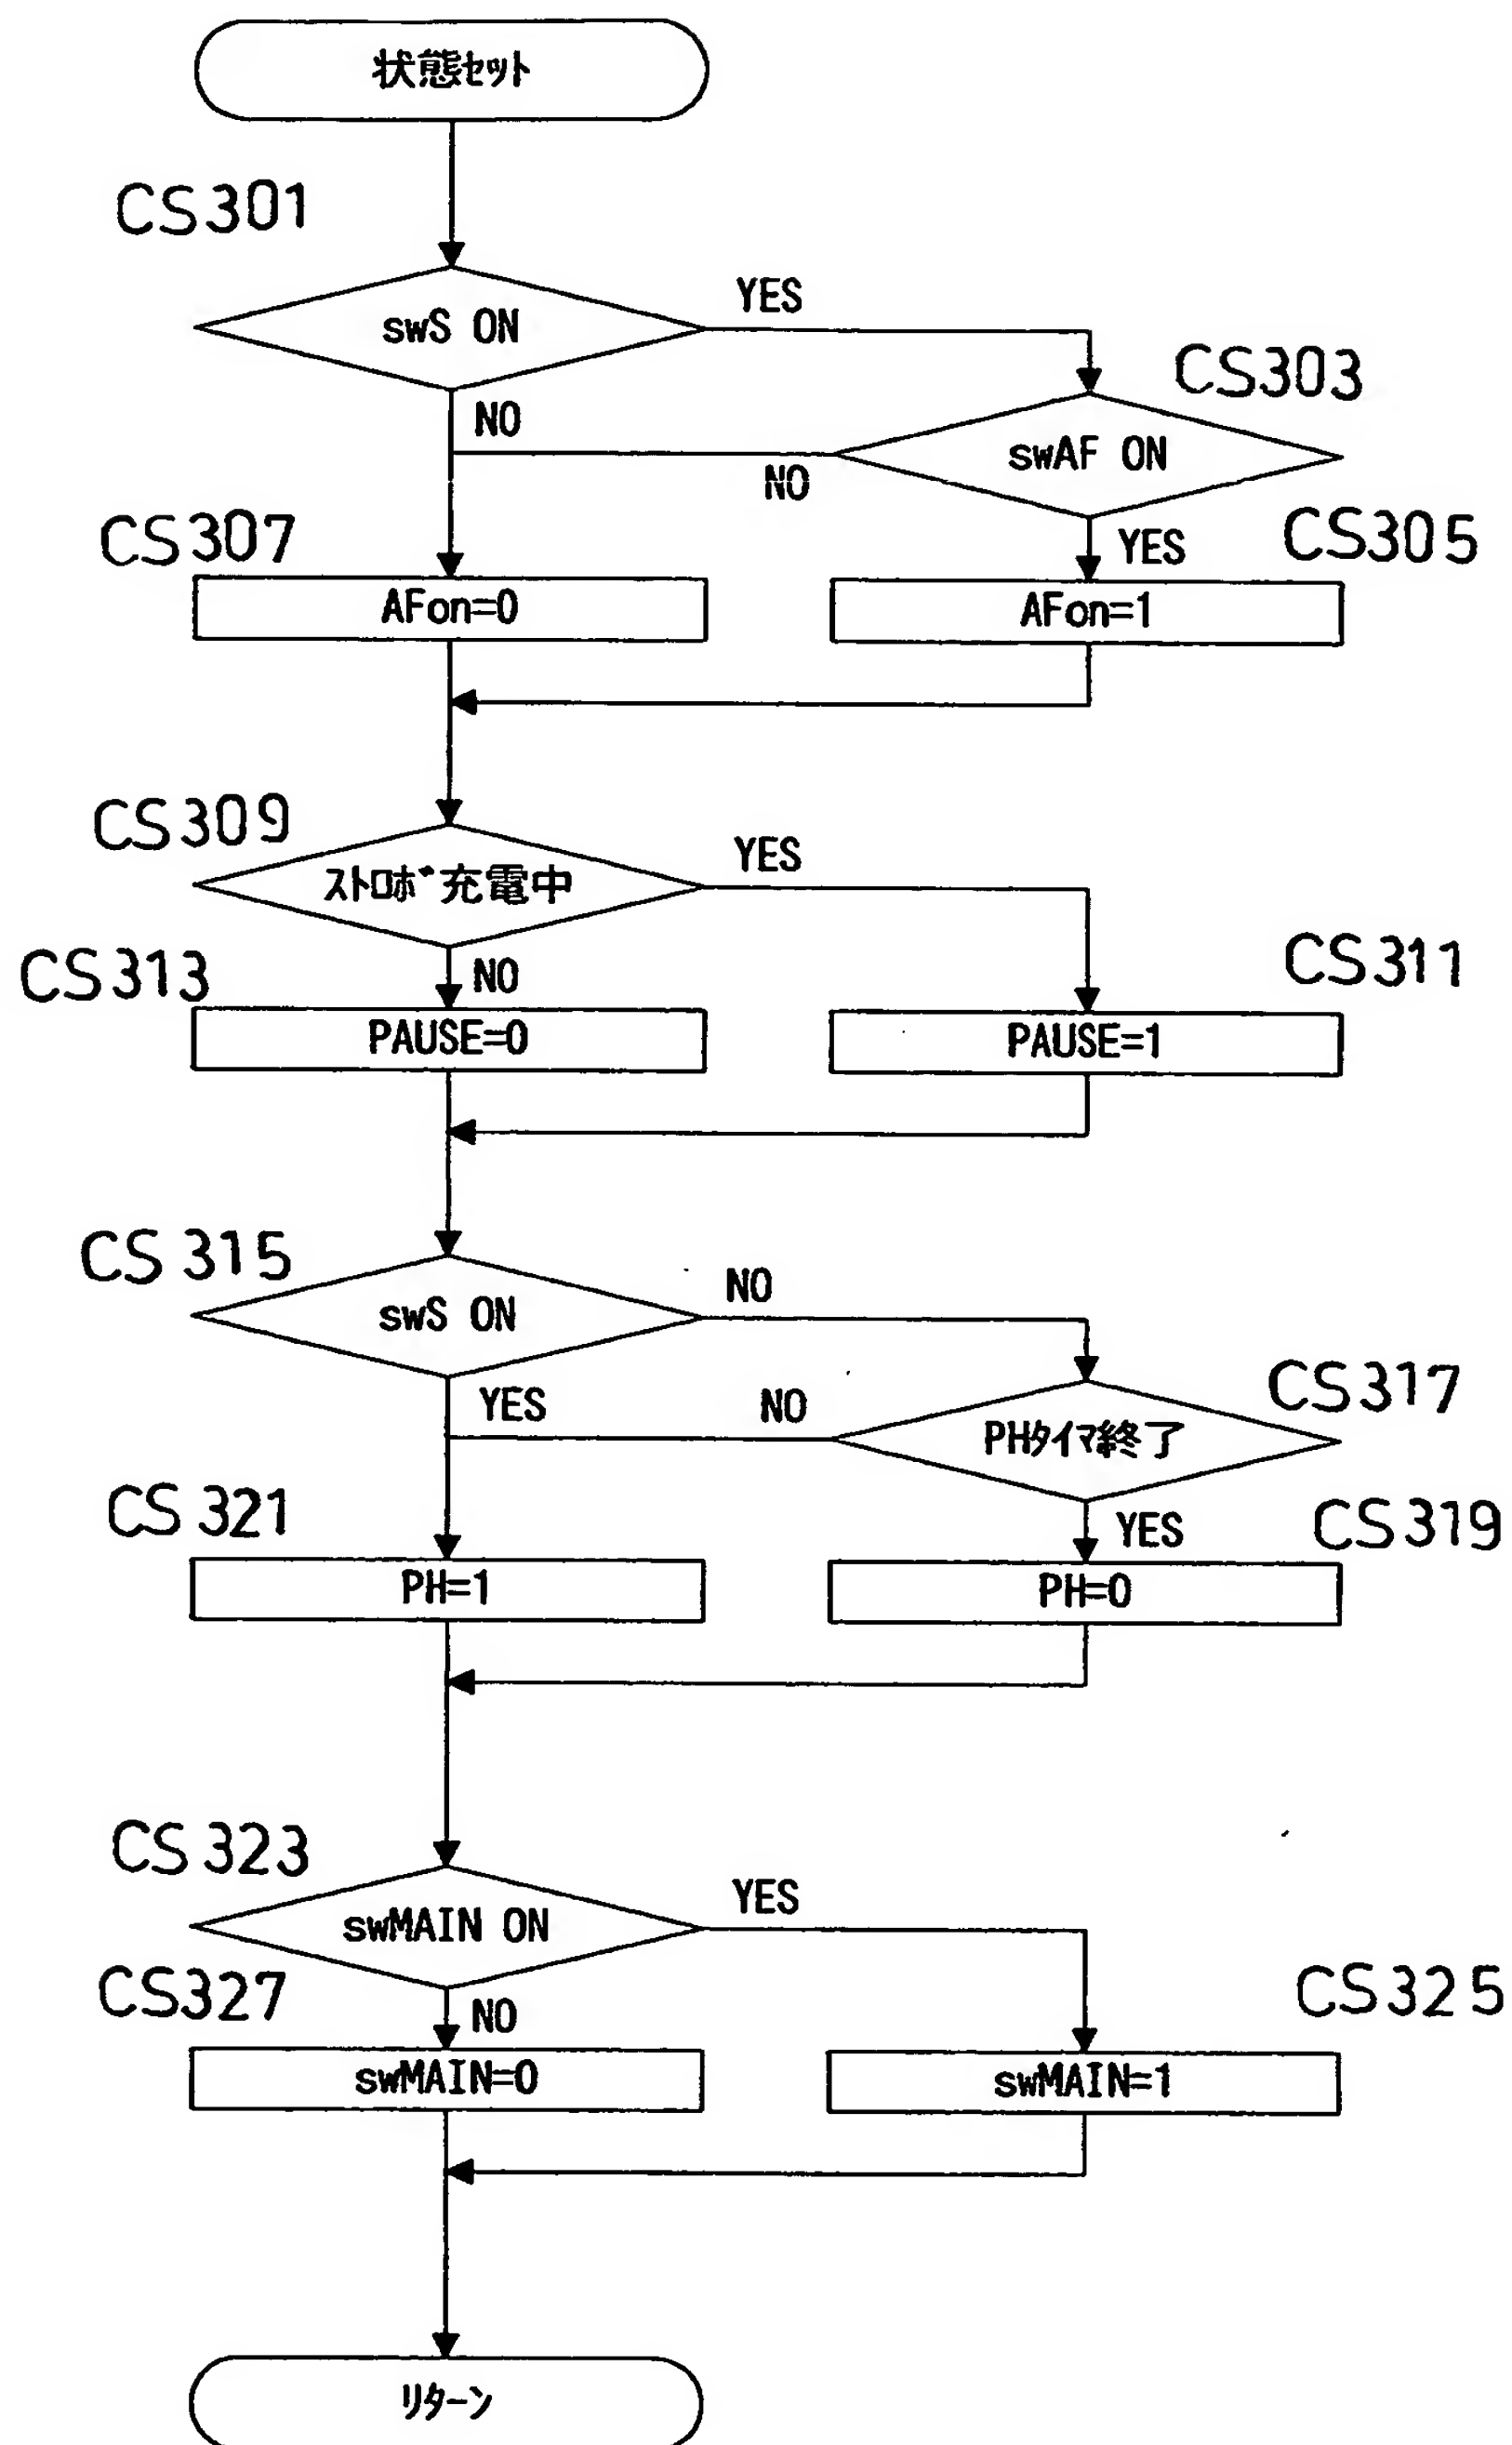 状態ｾｯﾄ
CS301
swS ON
YES
NO
CS303
swAF ON
NO
YES
CS307
AFon=0
CS305
AFon=1
CS309
ｽﾄﾛﾎﾞ充電中
YES
NO
CS313
PAUSE=0
CS311
PAUSE=1
CS315
swS ON
NO
YES
CS317
PHﾀｲﾏ終了
NO
YES
CS321
PH=1
CS319
PH=0
CS323
swMAIN ON
YES
NO
CS327
swMAIN=0
CS325
swMAIN=1
ﾘﾀｰﾝ